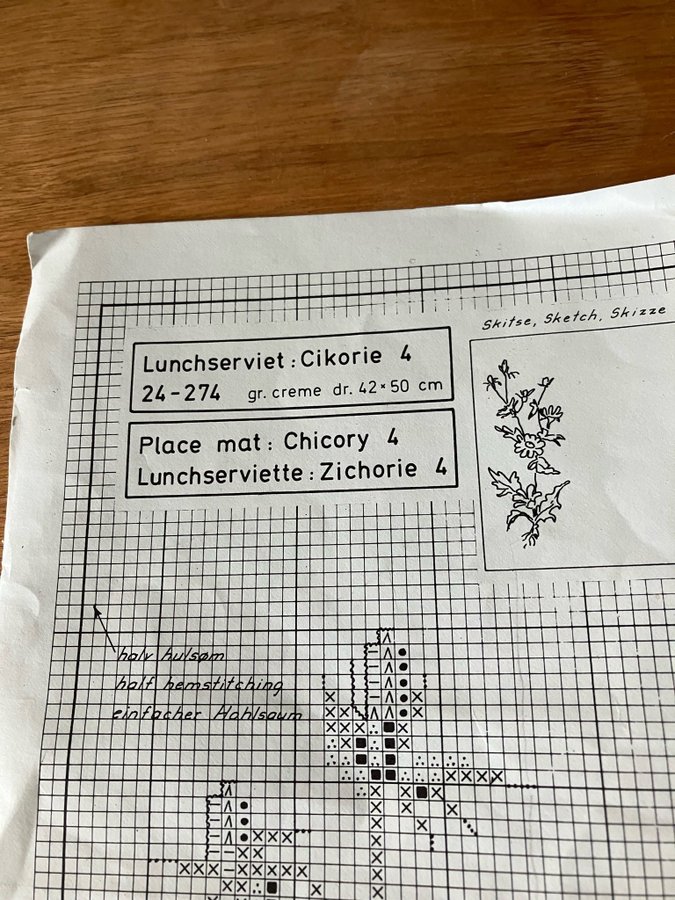 Lunchserviet : Cikorie 4
24-274 gr. creme dr. 42×50 cm
Place mat : Chicory 4
Lunchserviette : Zichorie 4
Skitse, Sketch, Skizze
halv hulsøm
half hemstitching
einfacher Hohlsaum